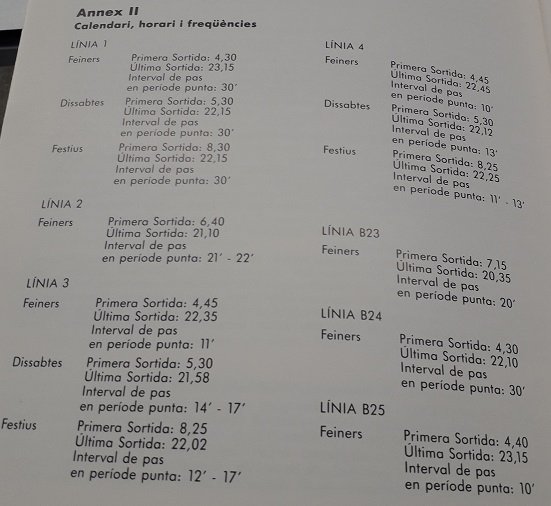 Annex II
Calendari, horari i freqüències
LÍNIA 1
Feiners Primera Sortida: 4,30
Última Sortida: 23,15
Interval de pas
en període punta: 30'
Dissabtes Primera Sortida: 5,30
Última Sortida: 22,15
Interval de pas
en període punta: 30'
Festius Primera Sortida: 8,30
Última Sortida: 22,15
Interval de pas
en període punta: 30'
LÍNIA 2
Feiners Primera Sortida: 6,40
Última Sortida: 21,10
Interval de pas
en període punta: 21' - 22'
LÍNIA 3
Feiners Primera Sortida: 4,45
Última Sortida: 22,35
Interval de pas
en període punta: 11'
Dissabtes Primera Sortida: 5,30
Última Sortida: 21,58
Interval de pas
en període punta: 14' - 17'
Festius Primera Sortida: 8,25
Última Sortida: 22,02
Interval de pas
en període punta: 12' - 17'
LÍNIA 4
Feiners Primera Sortida: 4,45
Última Sortida: 22,45
Interval de pas
en període punta: 10'
Dissabtes Primera Sortida: 5,30
Última Sortida: 22,12
Interval de pas
en període punta: 13'
Festius Primera Sortida: 8,25
Última Sortida: 22,25
Interval de pas
en període punta: 11' - 13'
LÍNIA B23
Feiners Primera Sortida: 7,15
Última Sortida: 20,35
Interval de pas
en període punta: 20'
LÍNIA B24
Feiners Primera Sortida: 4,30
Última Sortida: 22,10
Interval de pas
en període punta: 30'
LÍNIA B25
Feiners Primera Sortida: 4,40
Última Sortida: 23,15
Interval de pas
en període punta: 10'